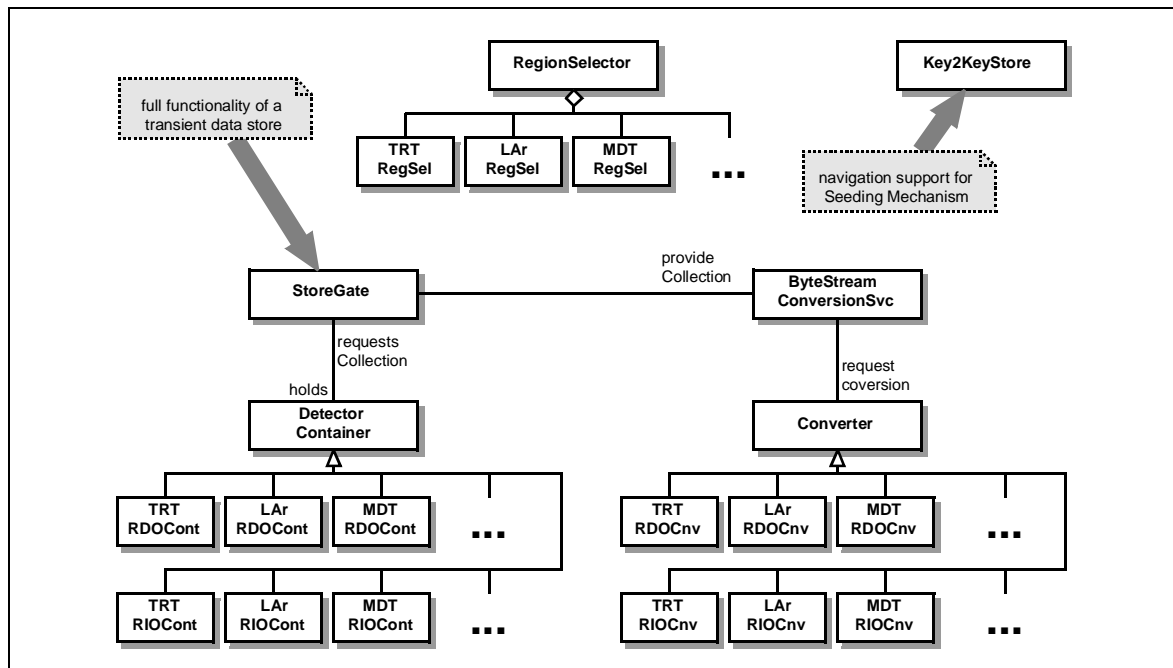 RegionSelector
Key2KeyStore
full functionality of a
transient data store
TRT
RegSel
LAr
RegSel
MDT
RegSel
...
navigation support for
Seeding Mechanism
StoreGate
provide
Collection
ByteStream
ConversionSvc
requests
Collection
holds
request
coversion
Detector
Container
Converter
TRT
RDOCont
LAr
RDOCont
MDT
RDOCont
...
TRT
RDOCnv
LAr
RDOCnv
MDT
RDOCnv
...
TRT
RIOCont
LAr
RIOCont
MDT
RIOCont
...
TRT
RIOCnv
LAr
RIOCnv
MDT
RIOCnv
...